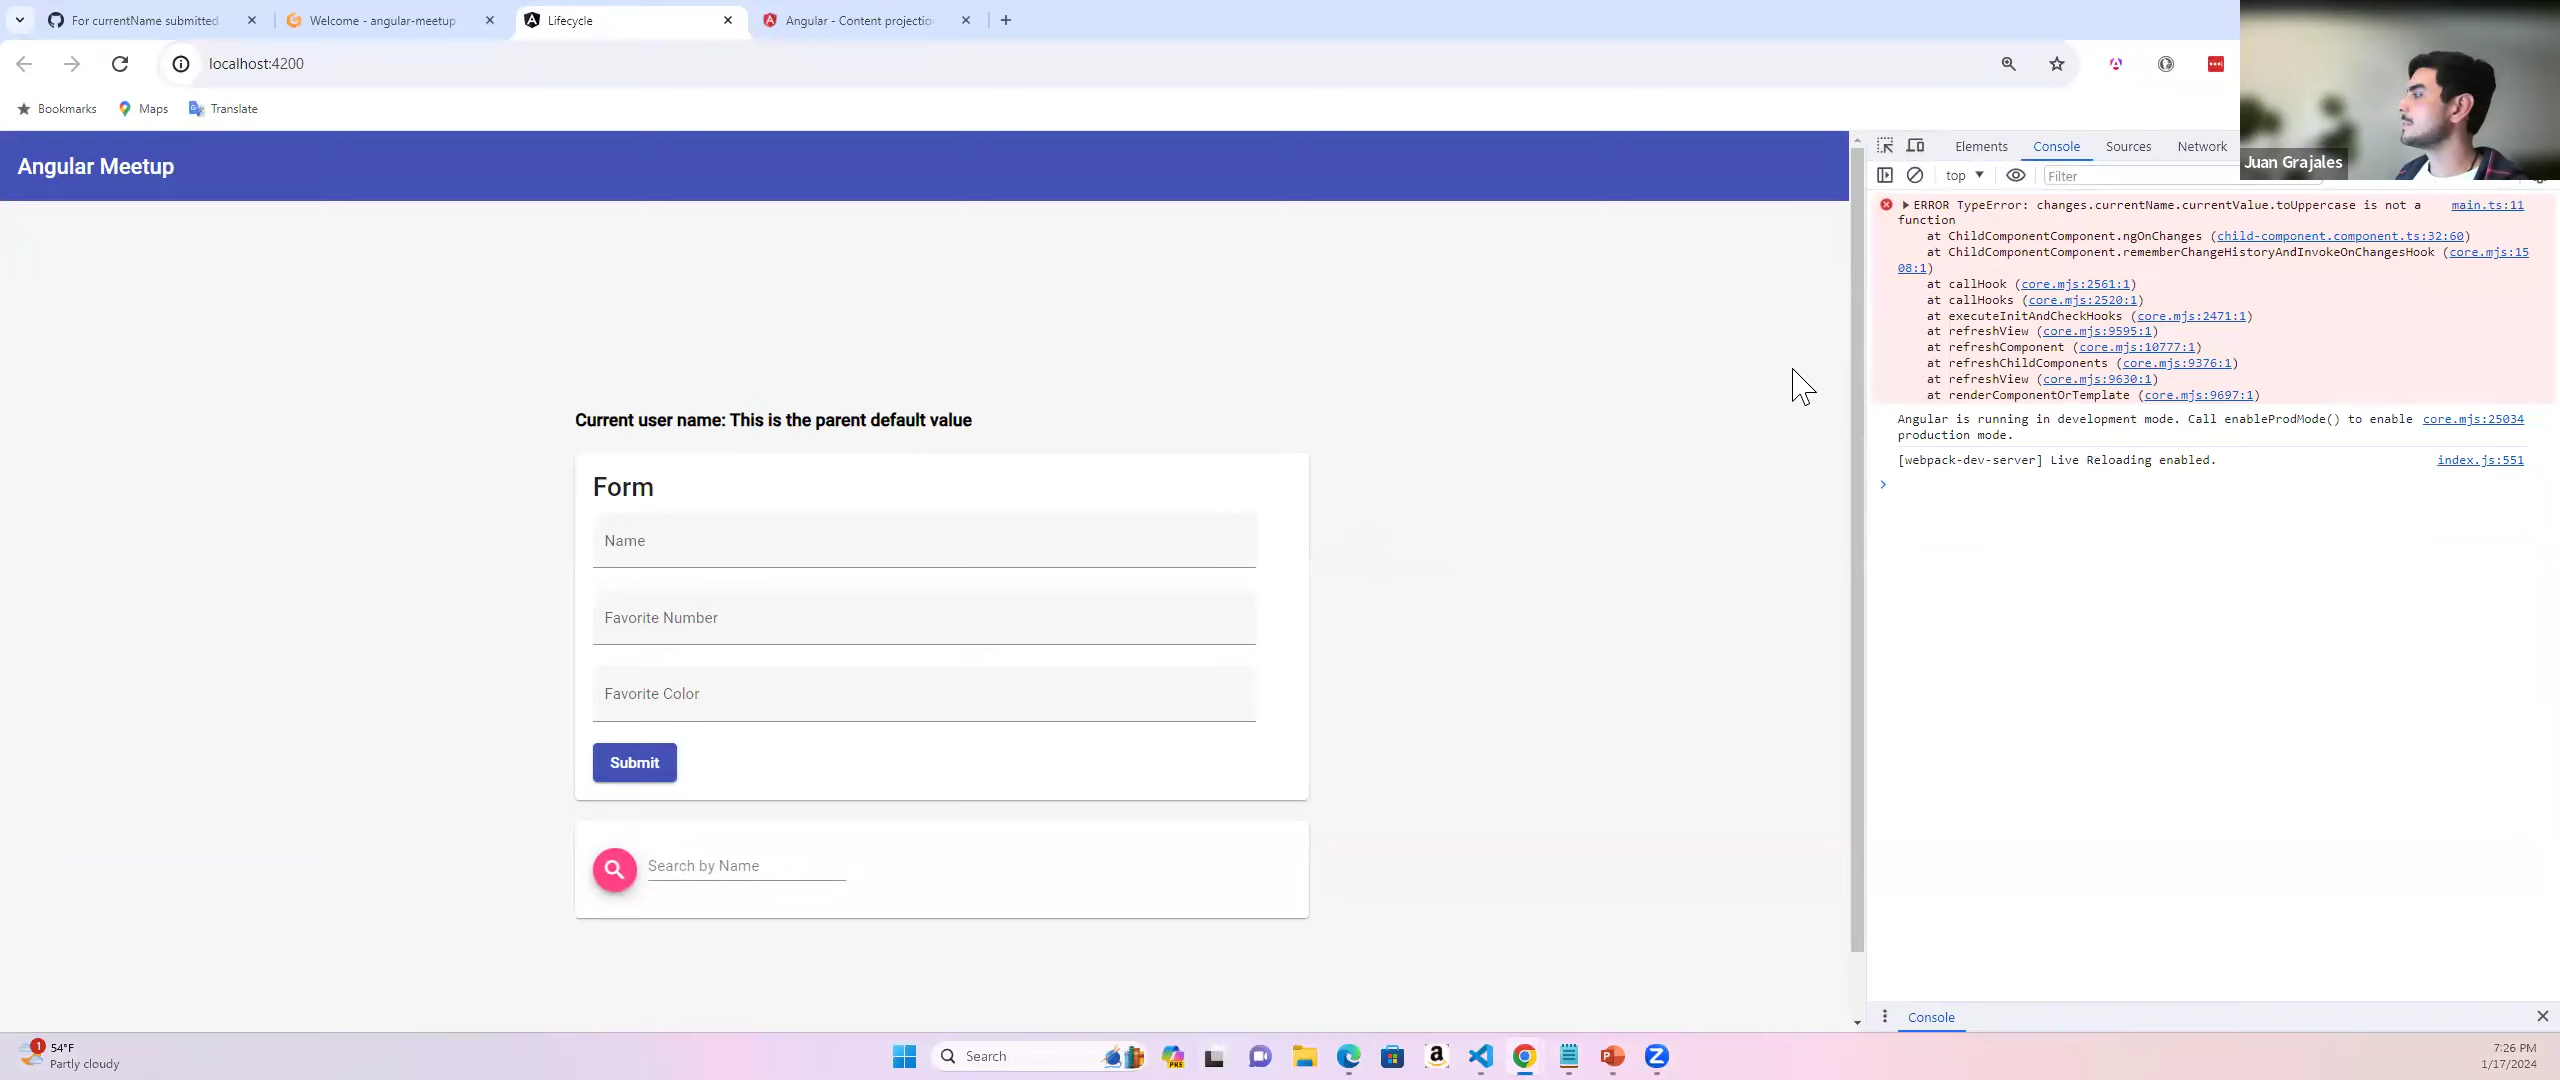 For currentName submitted
Welcome - angular-meetup
Lifecycle
Angular - Content projectio
localhost:4200
Bookmarks
Maps
Translate
Juan Grajales
Angular Meetup
Elements
Console
Sources
Network
top
Filter
ERROR TypeError: changes.currentName.currentValue.toUppercase is not a main.ts:11
function
at ChildComponentComponent.ngOnChanges (child-component.component.ts:32:60)
at ChildComponentComponent.rememberChangeHistoryAndInvokeOnChangesHook (core.mjs:15
08:1)
at callHook (core.mjs:2561:1)
at callHooks (core.mjs:2520:1)
at executeInitAndCheckHooks (core.mjs:2471:1)
at refreshView (core.mjs:9595:1)
at refreshComponent (core.mjs:10777:1)
at refreshChildComponents (core.mjs:9376:1)
at refreshView (core.mjs:9630:1)
at renderComponentOrTemplate (core.mjs:9697:1)
Angular is running in development mode. Call enableProdMode() to enable core.mjs:25034
production mode.
[webpack-dev-server] Live Reloading enabled. index.js:551
Current user name: This is the parent default value
Form
Name
Favorite Number
Favorite Color
Submit
Search by Name
Console
1
54°F
Partly cloudy
Search
PRE
7:26 PM
1/17/2024